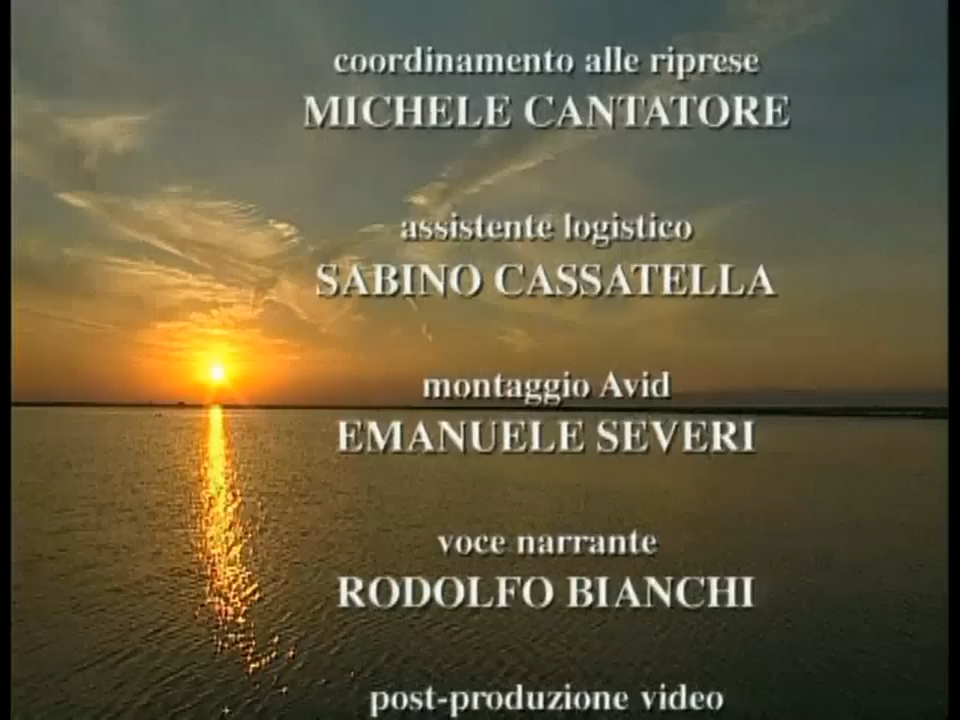 coordinamento alle riprese
MICHELE CANTATORE
assistente logistico
SABINO CASSATELLA
montaggio Avid
EMANUELE SEVERI
voce narrante
RODOLFO BIANCHI
post-produzione video